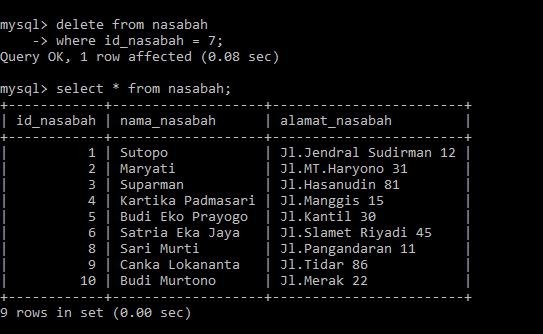 mysql> delete from nasabah
    -> where id_nasabah = 7;
Query OK, 1 row affected (0.08 sec)
mysql> select * from nasabah;
+------------+------------------+------------------------+
| id_nasabah | nama_nasabah     | alamat_nasabah         |
+------------+------------------+------------------------+
|          1 | Sutopo           | Jl.Jendral Sudirman 12 |
|          2 | Maryati          | Jl.MT.Haryono 31       |
|          3 | Suparman         | Jl.Hasanudin 81        |
|          4 | Kartika Padmasari | Jl.Manggis 15          |
|          5 | Budi Eko Prayogo | Jl.Kantil 30           |
|          6 | Satria Eka Jaya  | Jl.Slamet Riyadi 45    |
|          8 | Sari Murti       | Jl.Pangandaran 11      |
|          9 | Canka Lokananta  | Jl.Tidar 86            |
|         10 | Budi Murtono     | Jl.Merak 22            |
+------------+------------------+------------------------+
9 rows in set (0.00 sec)